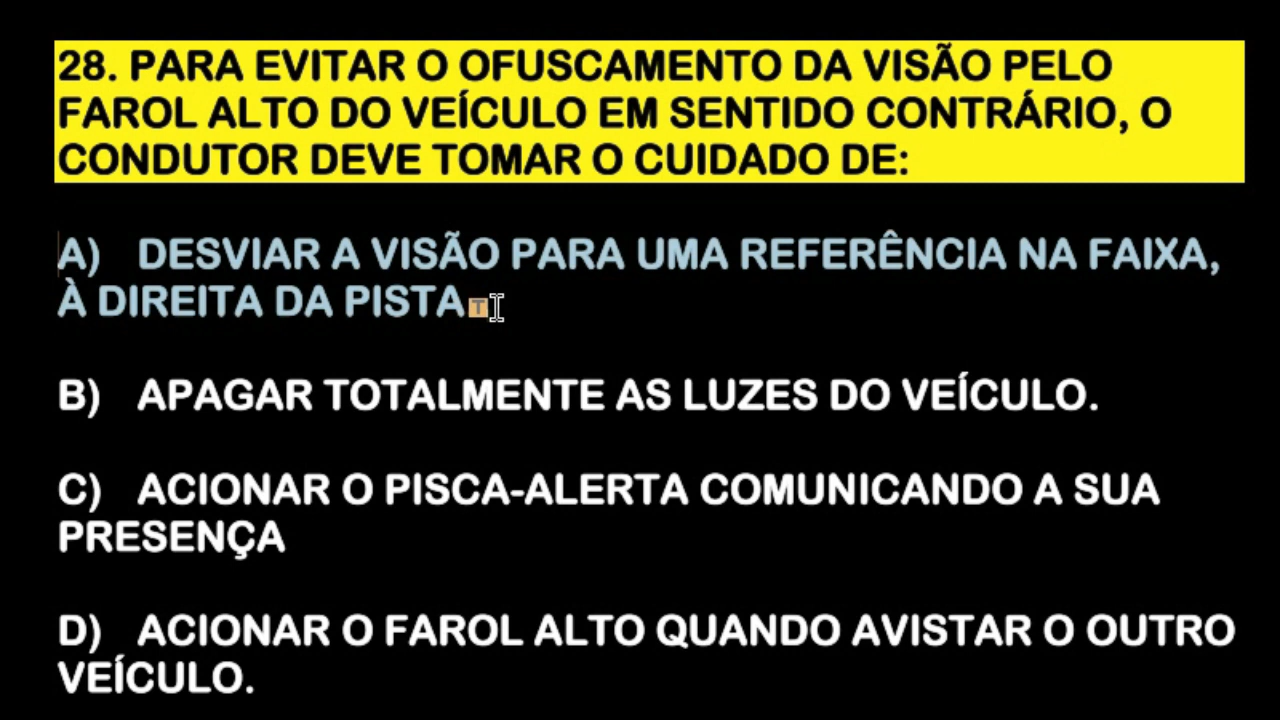 28. PARA EVITAR O OFUSCAMENTO DA VISÃO PELO
FAROL ALTO DO VEÍCULO EM SENTIDO CONTRÁRIO, O
CONDUTOR DEVE TOMAR O CUIDADO DE:
A) DESVIAR A VISÃO PARA UMA REFERÊNCIA NA FAIXA,
À DIREITA DA PISTA T
B) APAGAR TOTALMENTE AS LUZES DO VEÍCULO.
C) ACIONAR O PISCA-ALERTA COMUNICANDO A SUA
PRESENÇA
D) ACIONAR O FAROL ALTO QUANDO AVISTAR O OUTRO
VEÍCULO.